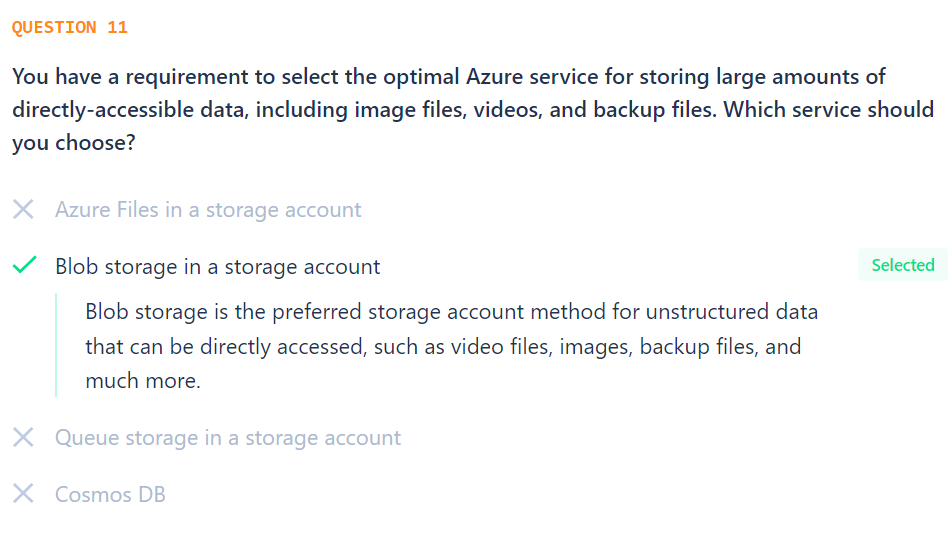 QUESTION 11
You have a requirement to select the optimal Azure service for storing large amounts of
directly-accessible data, including image files, videos, and backup files. Which service should
you choose?
Azure Files in a storage account
Blob storage in a storage account
Selected
Blob storage is the preferred storage account method for unstructured data
that can be directly accessed, such as video files, images, backup files, and
much more.
Queue storage in a storage account
Cosmos DB